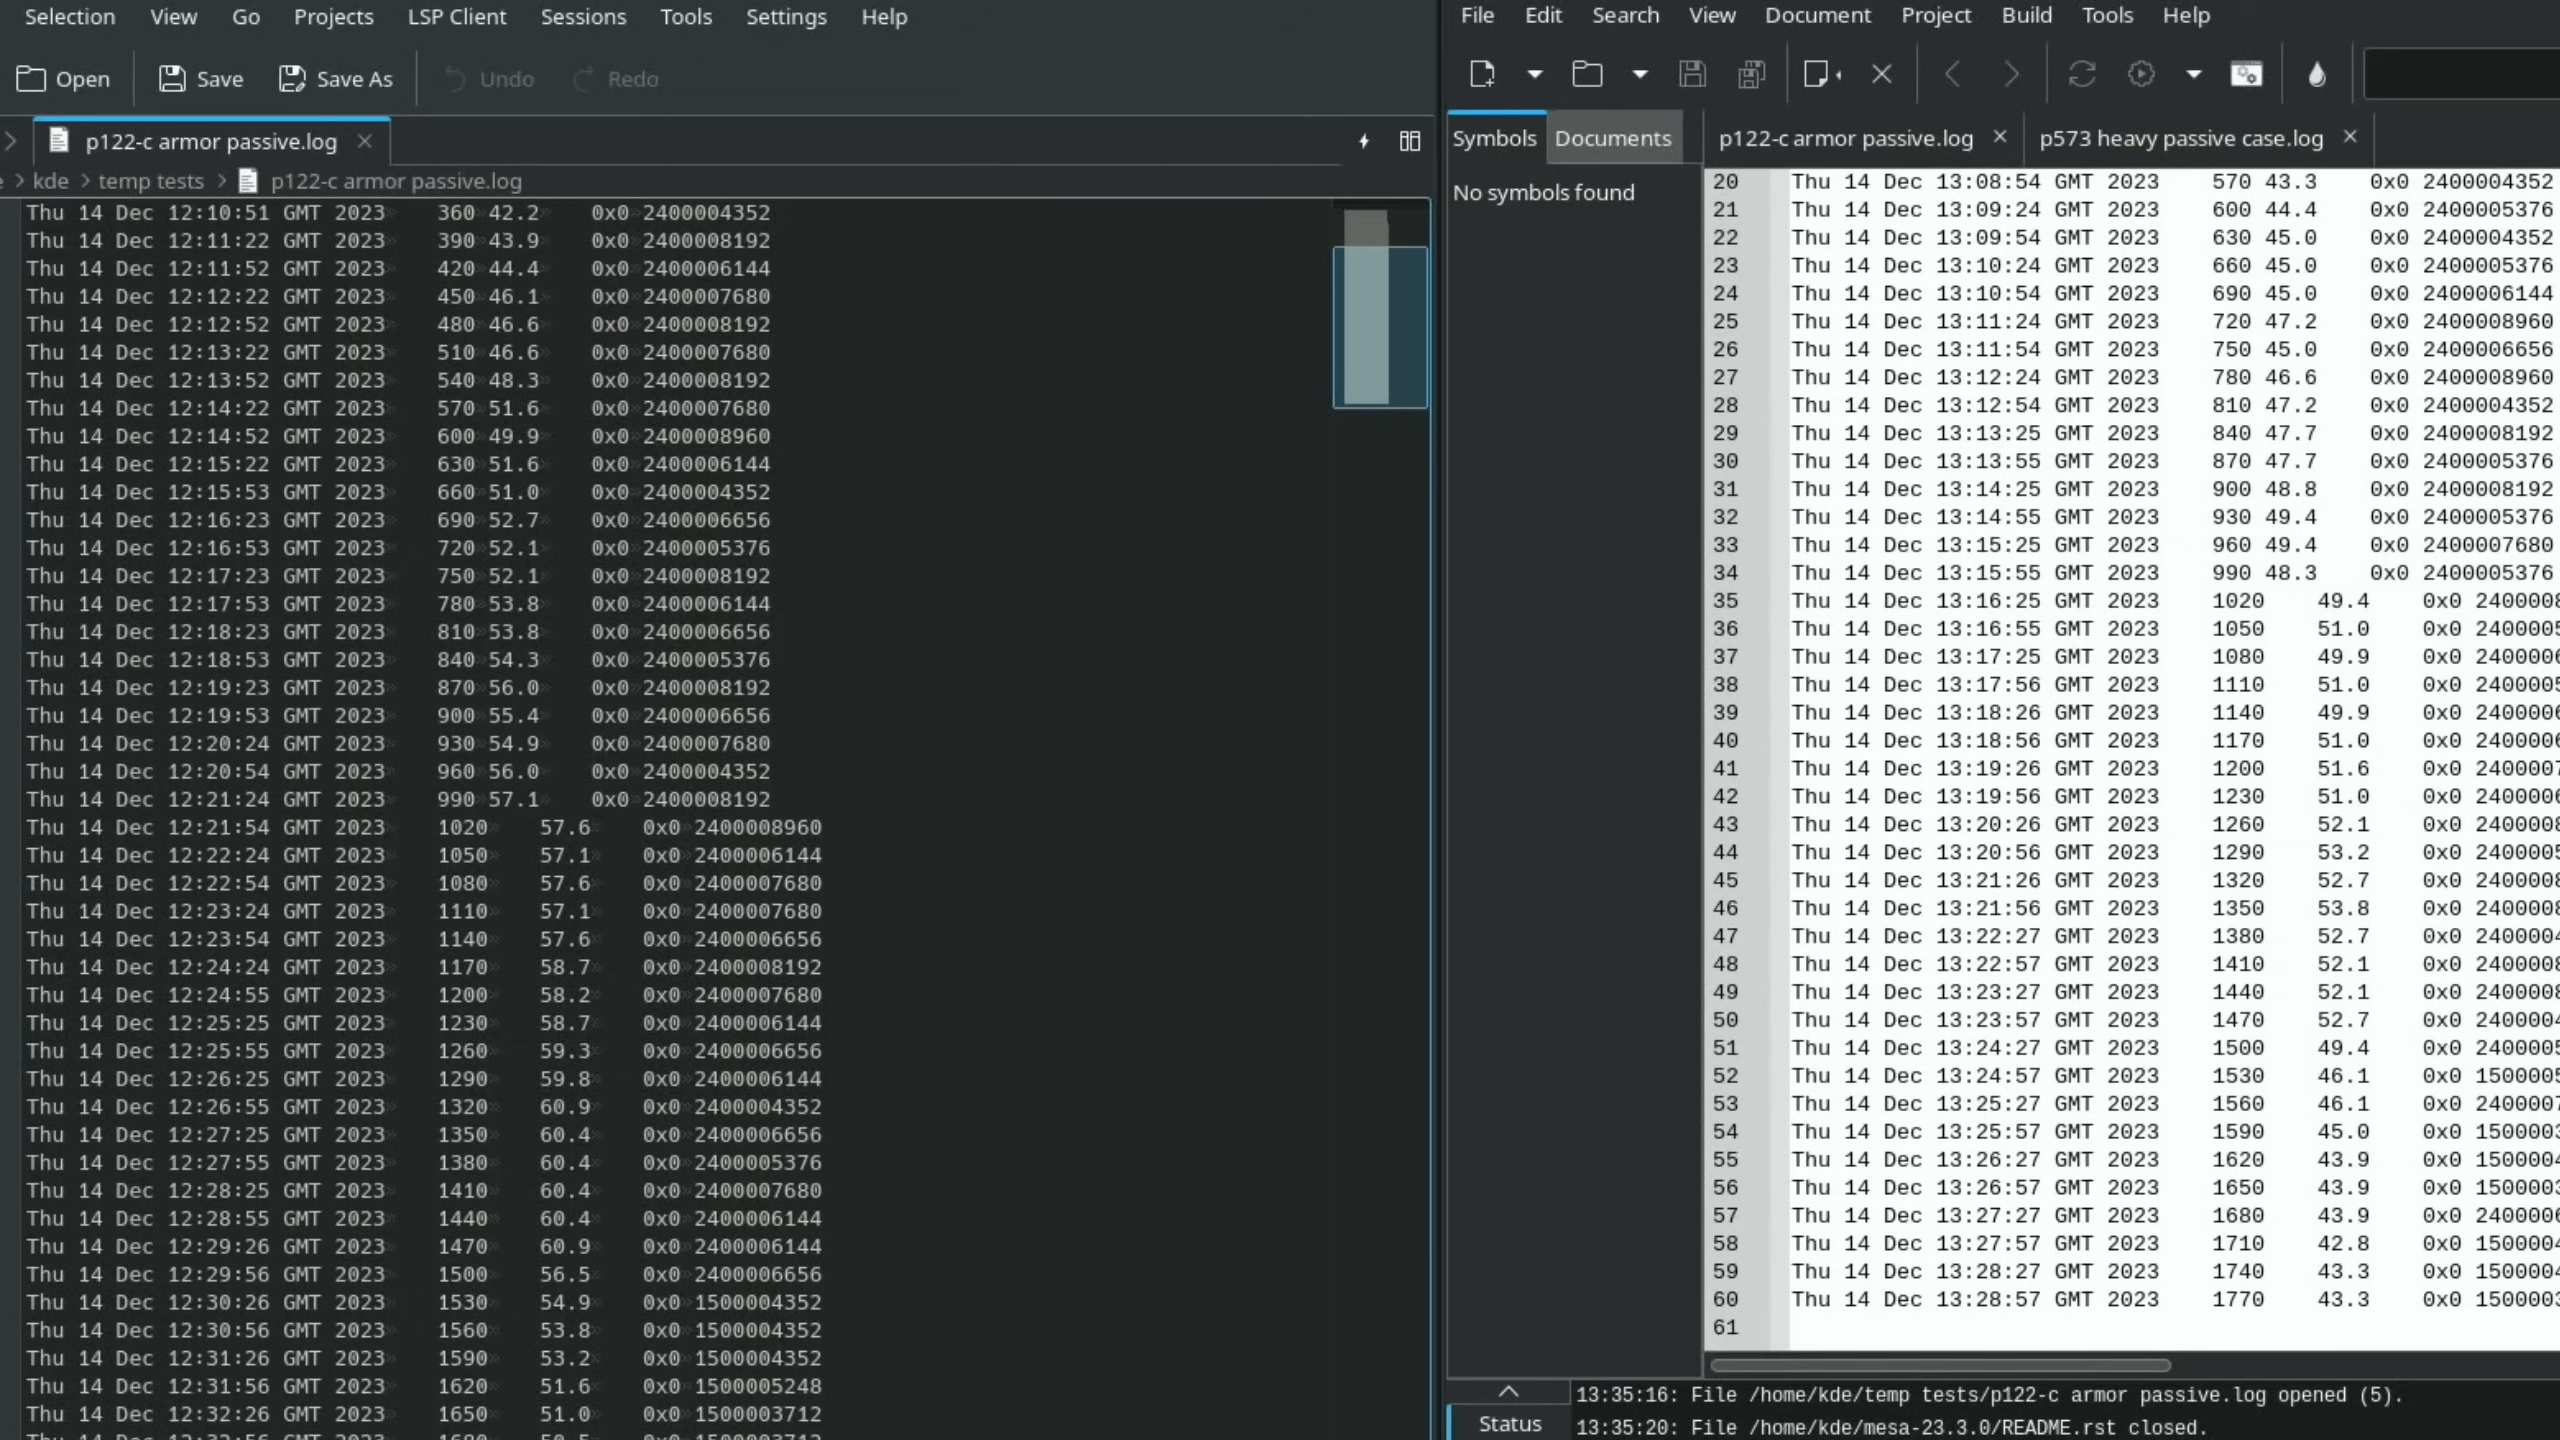 Selection View Go Projects LSP Client Sessions Tools Settings Help
Open Save Save As Undo Redo
p122-c armor passive.log
kde temp tests p122-c armor passive.log
Thu 14 Dec 12:10:51 GMT 2023 360 42.2 0x0 2400004352
Thu 14 Dec 12:11:22 GMT 2023 390 43.9 0x0 2400008192
Thu 14 Dec 12:11:52 GMT 2023 420 44.4 0x0 2400006144
Thu 14 Dec 12:12:22 GMT 2023 450 46.1 0x0 2400007680
Thu 14 Dec 12:12:52 GMT 2023 480 46.6 0x0 2400008192
Thu 14 Dec 12:13:22 GMT 2023 510 46.6 0x0 2400007680
Thu 14 Dec 12:13:52 GMT 2023 540 48.3 0x0 2400008192
Thu 14 Dec 12:14:22 GMT 2023 570 51.6 0x0 2400007680
Thu 14 Dec 12:14:52 GMT 2023 600 49.9 0x0 2400008960
Thu 14 Dec 12:15:22 GMT 2023 630 51.6 0x0 2400006144
Thu 14 Dec 12:15:53 GMT 2023 660 51.0 0x0 2400004352
Thu 14 Dec 12:16:23 GMT 2023 690 52.7 0x0 2400006656
Thu 14 Dec 12:16:53 GMT 2023 720 52.1 0x0 2400005376
Thu 14 Dec 12:17:23 GMT 2023 750 52.1 0x0 2400008192
Thu 14 Dec 12:17:53 GMT 2023 780 53.8 0x0 2400006144
Thu 14 Dec 12:18:23 GMT 2023 810 53.8 0x0 2400006656
Thu 14 Dec 12:18:53 GMT 2023 840 54.3 0x0 2400005376
Thu 14 Dec 12:19:23 GMT 2023 870 56.0 0x0 2400008192
Thu 14 Dec 12:19:53 GMT 2023 900 55.4 0x0 2400006656
Thu 14 Dec 12:20:24 GMT 2023 930 54.9 0x0 2400007680
Thu 14 Dec 12:20:54 GMT 2023 960 56.0 0x0 2400004352
Thu 14 Dec 12:21:24 GMT 2023 990 57.1 0x0 2400008192
Thu 14 Dec 12:21:54 GMT 2023 1020 57.6 0x0 2400008960
Thu 14 Dec 12:22:24 GMT 2023 1050 57.1 0x0 2400006144
Thu 14 Dec 12:22:54 GMT 2023 1080 57.6 0x0 2400007680
Thu 14 Dec 12:23:24 GMT 2023 1110 57.1 0x0 2400007680
Thu 14 Dec 12:23:54 GMT 2023 1140 57.6 0x0 2400006656
Thu 14 Dec 12:24:24 GMT 2023 1170 58.7 0x0 2400008192
Thu 14 Dec 12:24:55 GMT 2023 1200 58.2 0x0 2400007680
Thu 14 Dec 12:25:25 GMT 2023 1230 58.7 0x0 2400006144
Thu 14 Dec 12:25:55 GMT 2023 1260 59.3 0x0 2400006656
Thu 14 Dec 12:26:25 GMT 2023 1290 59.8 0x0 2400006144
Thu 14 Dec 12:26:55 GMT 2023 1320 60.9 0x0 2400004352
Thu 14 Dec 12:27:25 GMT 2023 1350 60.4 0x0 2400006656
Thu 14 Dec 12:27:55 GMT 2023 1380 60.4 0x0 2400005376
Thu 14 Dec 12:28:25 GMT 2023 1410 60.4 0x0 2400007680
Thu 14 Dec 12:28:55 GMT 2023 1440 60.4 0x0 2400006144
Thu 14 Dec 12:29:26 GMT 2023 1470 60.9 0x0 2400006144
Thu 14 Dec 12:29:56 GMT 2023 1500 56.5 0x0 2400006656
Thu 14 Dec 12:30:26 GMT 2023 1530 54.9 0x0 1500004352
Thu 14 Dec 12:30:56 GMT 2023 1560 53.8 0x0 1500004352
Thu 14 Dec 12:31:26 GMT 2023 1590 53.2 0x0 1500004352
Thu 14 Dec 12:31:56 GMT 2023 1620 51.6 0x0 1500005248
Thu 14 Dec 12:32:26 GMT 2023 1650 51.0 0x0 1500003712
File Edit Search View Document Project Build Tools Help
Symbols Documents p122-c armor passive.log p573 heavy passive case.log
No symbols found
20 Thu 14 Dec 13:08:54 GMT 2023 570 43.3 0x0 2400004352
21 Thu 14 Dec 13:09:24 GMT 2023 600 44.4 0x0 2400005376
22 Thu 14 Dec 13:09:54 GMT 2023 630 45.0 0x0 2400004352
23 Thu 14 Dec 13:10:24 GMT 2023 660 45.0 0x0 2400005376
24 Thu 14 Dec 13:10:54 GMT 2023 690 45.0 0x0 2400006144
25 Thu 14 Dec 13:11:24 GMT 2023 720 47.2 0x0 2400008960
26 Thu 14 Dec 13:11:54 GMT 2023 750 45.0 0x0 2400006656
27 Thu 14 Dec 13:12:24 GMT 2023 780 46.6 0x0 2400008960
28 Thu 14 Dec 13:12:54 GMT 2023 810 47.2 0x0 2400004352
29 Thu 14 Dec 13:13:25 GMT 2023 840 47.7 0x0 2400008192
30 Thu 14 Dec 13:13:55 GMT 2023 870 47.7 0x0 2400005376
31 Thu 14 Dec 13:14:25 GMT 2023 900 48.8 0x0 2400008192
32 Thu 14 Dec 13:14:55 GMT 2023 930 49.4 0x0 2400005376
33 Thu 14 Dec 13:15:25 GMT 2023 960 49.4 0x0 2400007680
34 Thu 14 Dec 13:15:55 GMT 2023 990 48.3 0x0 2400005376
35 Thu 14 Dec 13:16:25 GMT 2023 1020 49.4 0x0 2400008
36 Thu 14 Dec 13:16:55 GMT 2023 1050 51.0 0x0 2400005
37 Thu 14 Dec 13:17:25 GMT 2023 1080 49.9 0x0 2400006
38 Thu 14 Dec 13:17:56 GMT 2023 1110 51.0 0x0 2400005
39 Thu 14 Dec 13:18:26 GMT 2023 1140 49.9 0x0 2400006
40 Thu 14 Dec 13:18:56 GMT 2023 1170 51.0 0x0 2400006
41 Thu 14 Dec 13:19:26 GMT 2023 1200 51.6 0x0 2400007
42 Thu 14 Dec 13:19:56 GMT 2023 1230 51.0 0x0 2400006
43 Thu 14 Dec 13:20:26 GMT 2023 1260 52.1 0x0 2400008
44 Thu 14 Dec 13:20:56 GMT 2023 1290 53.2 0x0 2400005
45 Thu 14 Dec 13:21:26 GMT 2023 1320 52.7 0x0 2400008
46 Thu 14 Dec 13:21:56 GMT 2023 1350 53.8 0x0 2400008
47 Thu 14 Dec 13:22:27 GMT 2023 1380 52.7 0x0 2400004
48 Thu 14 Dec 13:22:57 GMT 2023 1410 52.1 0x0 2400008
49 Thu 14 Dec 13:23:27 GMT 2023 1440 52.1 0x0 2400008
50 Thu 14 Dec 13:23:57 GMT 2023 1470 52.7 0x0 2400004
51 Thu 14 Dec 13:24:27 GMT 2023 1500 49.4 0x0 2400005
52 Thu 14 Dec 13:24:57 GMT 2023 1530 46.1 0x0 1500005
53 Thu 14 Dec 13:25:27 GMT 2023 1560 46.1 0x0 2400007
54 Thu 14 Dec 13:25:57 GMT 2023 1590 45.0 0x0 1500003
55 Thu 14 Dec 13:26:27 GMT 2023 1620 43.9 0x0 1500004
56 Thu 14 Dec 13:26:57 GMT 2023 1650 43.9 0x0 1500003
57 Thu 14 Dec 13:27:27 GMT 2023 1680 43.9 0x0 2400006
58 Thu 14 Dec 13:27:57 GMT 2023 1710 42.8 0x0 1500004
59 Thu 14 Dec 13:28:27 GMT 2023 1740 43.3 0x0 1500004
60 Thu 14 Dec 13:28:57 GMT 2023 1770 43.3 0x0 1500003
61
13:35:16: File /home/kde/temp tests/p122-c armor passive.log opened (5).
Status 13:35:20: File /home/kde/mesa-23.3.0/README.rst closed.